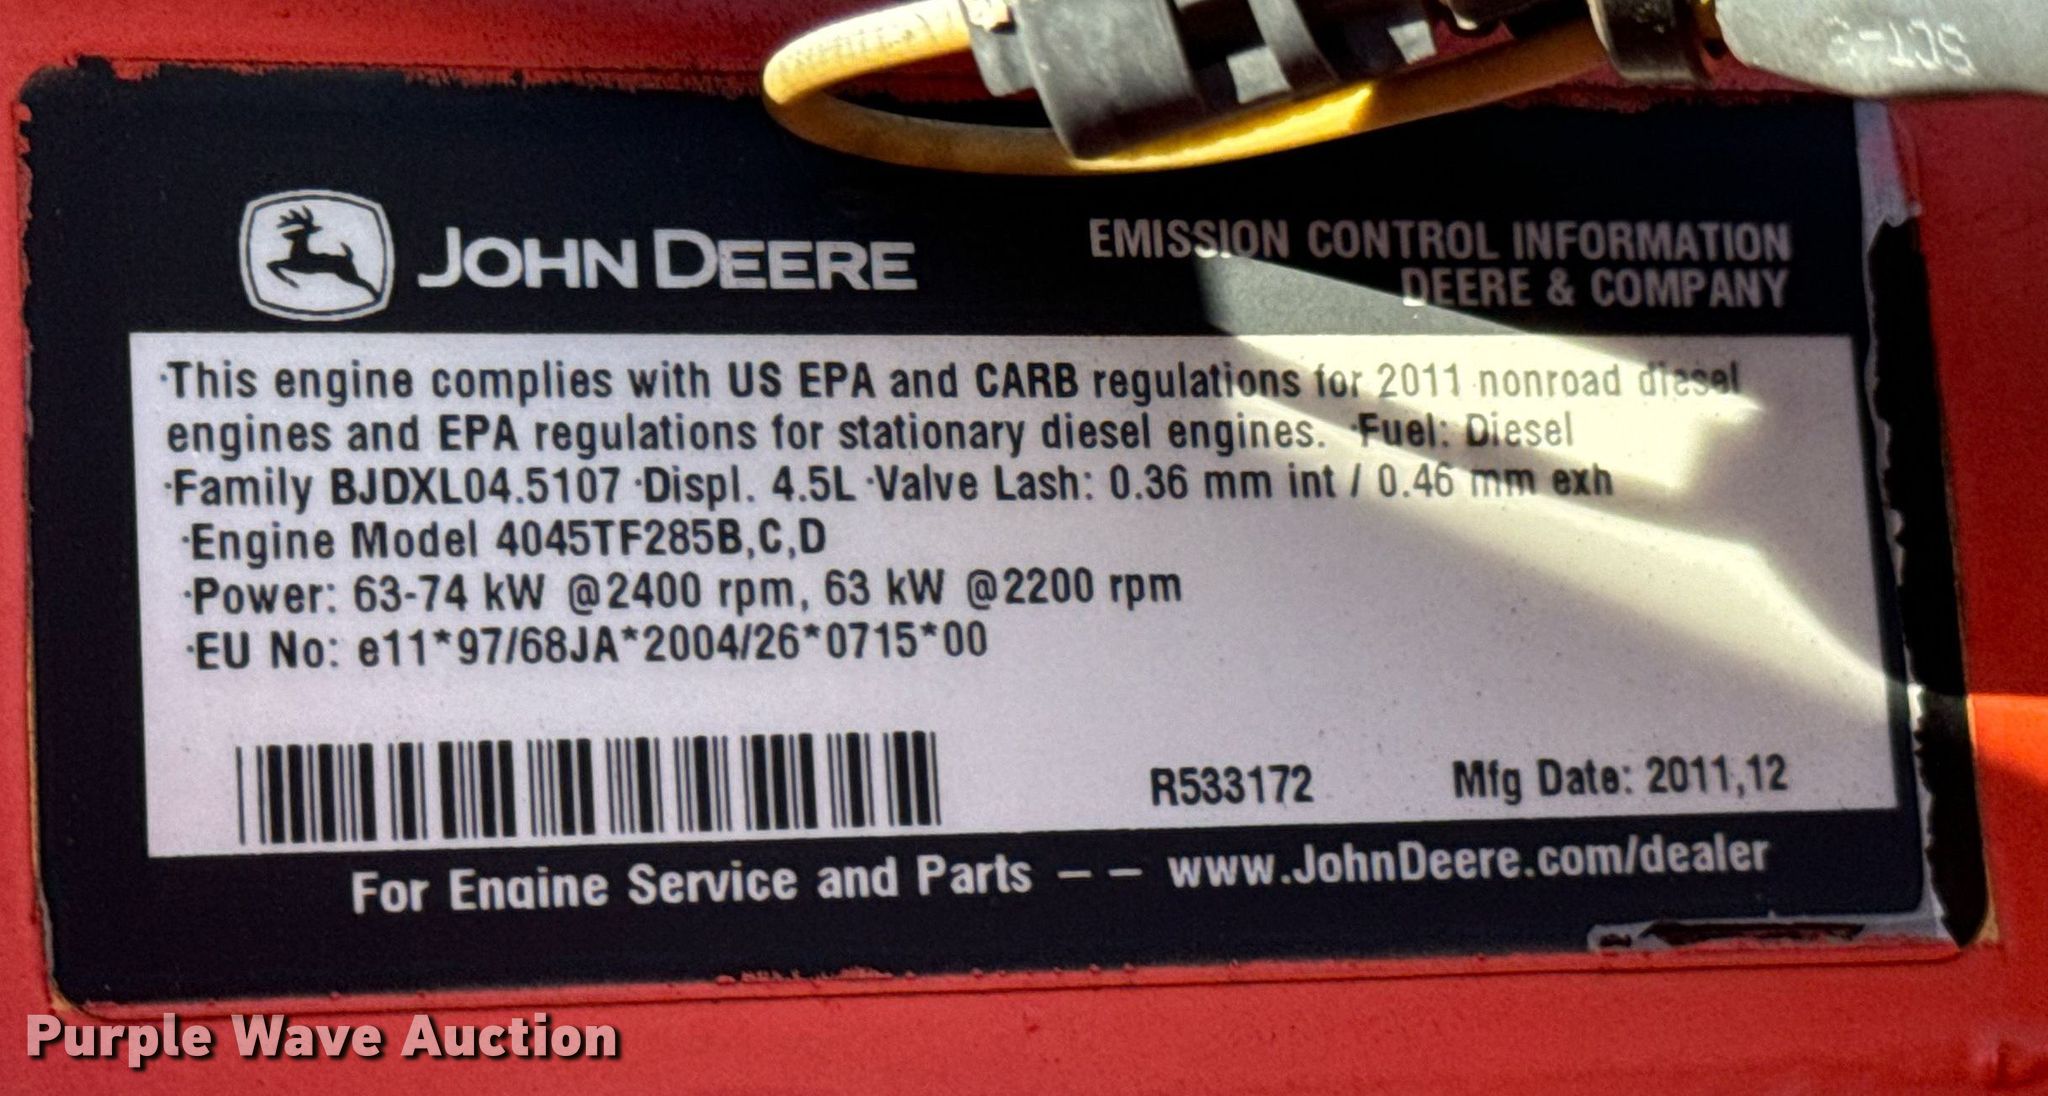 SCT-2
JOHN DEERE
EMISSION CONTROL INFORMATION
DEERE & COMPANY
·This engine complies with US EPA and CARB regulations for 2011 nonroad diesel
engines and EPA regulations for stationary diesel engines. ·Fuel: Diesel
·Family BJDXL04.5107 ·Displ. 4.5L ·Valve Lash: 0.36 mm int / 0.46 mm exh
·Engine Model 4045TF285B,C,D
·Power: 63-74 kW @2400 rpm, 63 kW @2200 rpm
·EU No: e11*97/68JA*2004/26*0715*00
R533172 Mfg Date: 2011,12
For Engine Service and Parts – – www.JohnDeere.com/dealer
Purple Wave Auction